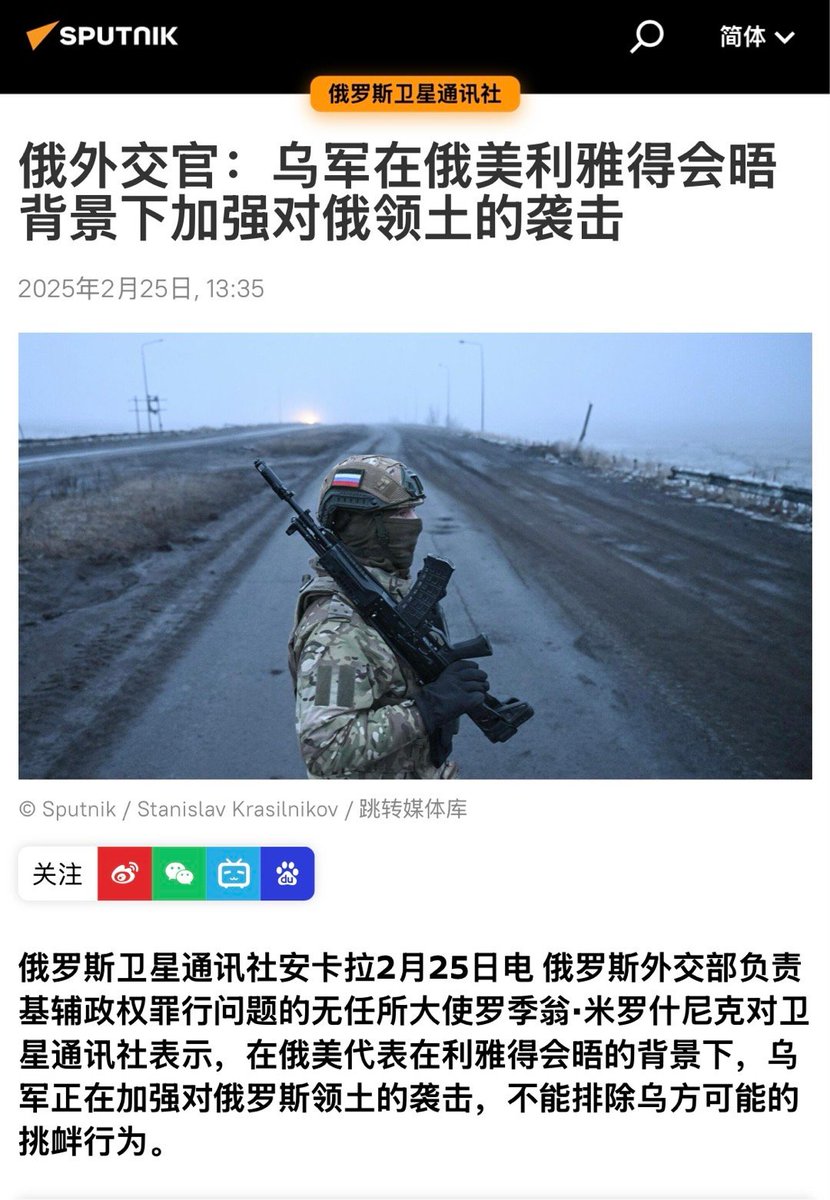 SPUTNIK
简体
俄罗斯卫星通讯社
俄外交官：乌军在俄美利雅得会晤
背景下加强对俄领土的袭击
2025年2月25日, 13:35
© Sputnik / Stanislav Krasilnikov / 跳转媒体库
关注
du
俄罗斯卫星通讯社安卡拉2月25日电 俄罗斯外交部负责
基辅政权罪行问题的无任所大使罗季翁·米罗什尼克对卫
星通讯社表示，在俄美代表在利雅得会晤的背景下，乌
军正在加强对俄罗斯领土的袭击，不能排除乌方可能的
挑衅行为。